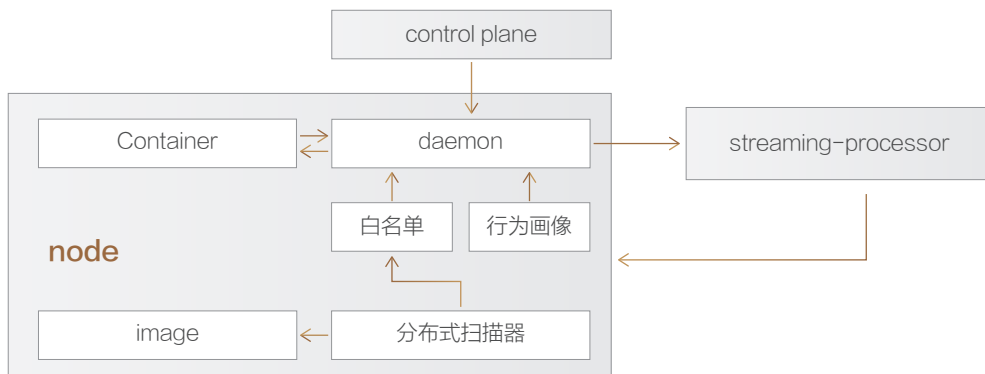 control plane
Container
daemon
streaming-processor
白名单
行为画像
node
image
分布式扫描器